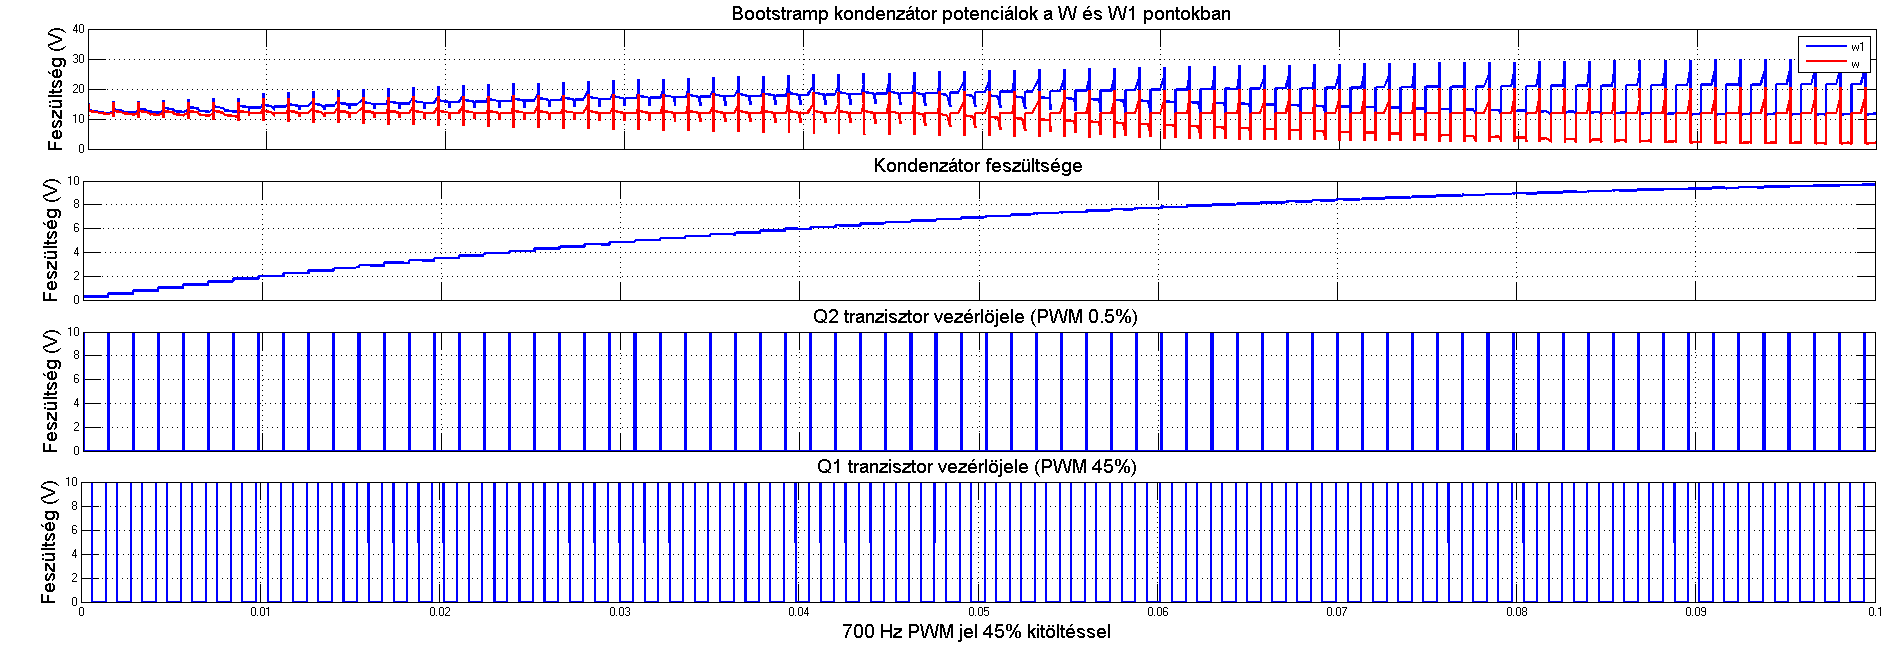 Bootstramp kondenzátor potenciálok a W és W1 pontokban
Feszültség (V)
40
30
20
10
0
w1
w
Kondenzátor feszültsége
Feszültség (V)
10
8
6
4
2
0
Q2 tranzisztor vezérlöjele (PWM 0.5%)
Feszültség (V)
10
8
6
4
2
0
Q1 tranzisztor vezérlöjele (PWM 45%)
Feszültség (V)
10
8
6
4
2
0
0 0.01 0.02 0.03 0.04 0.05 0.06 0.07 0.08 0.09 0.1
700 Hz PWM jel 45% kitöltéssel